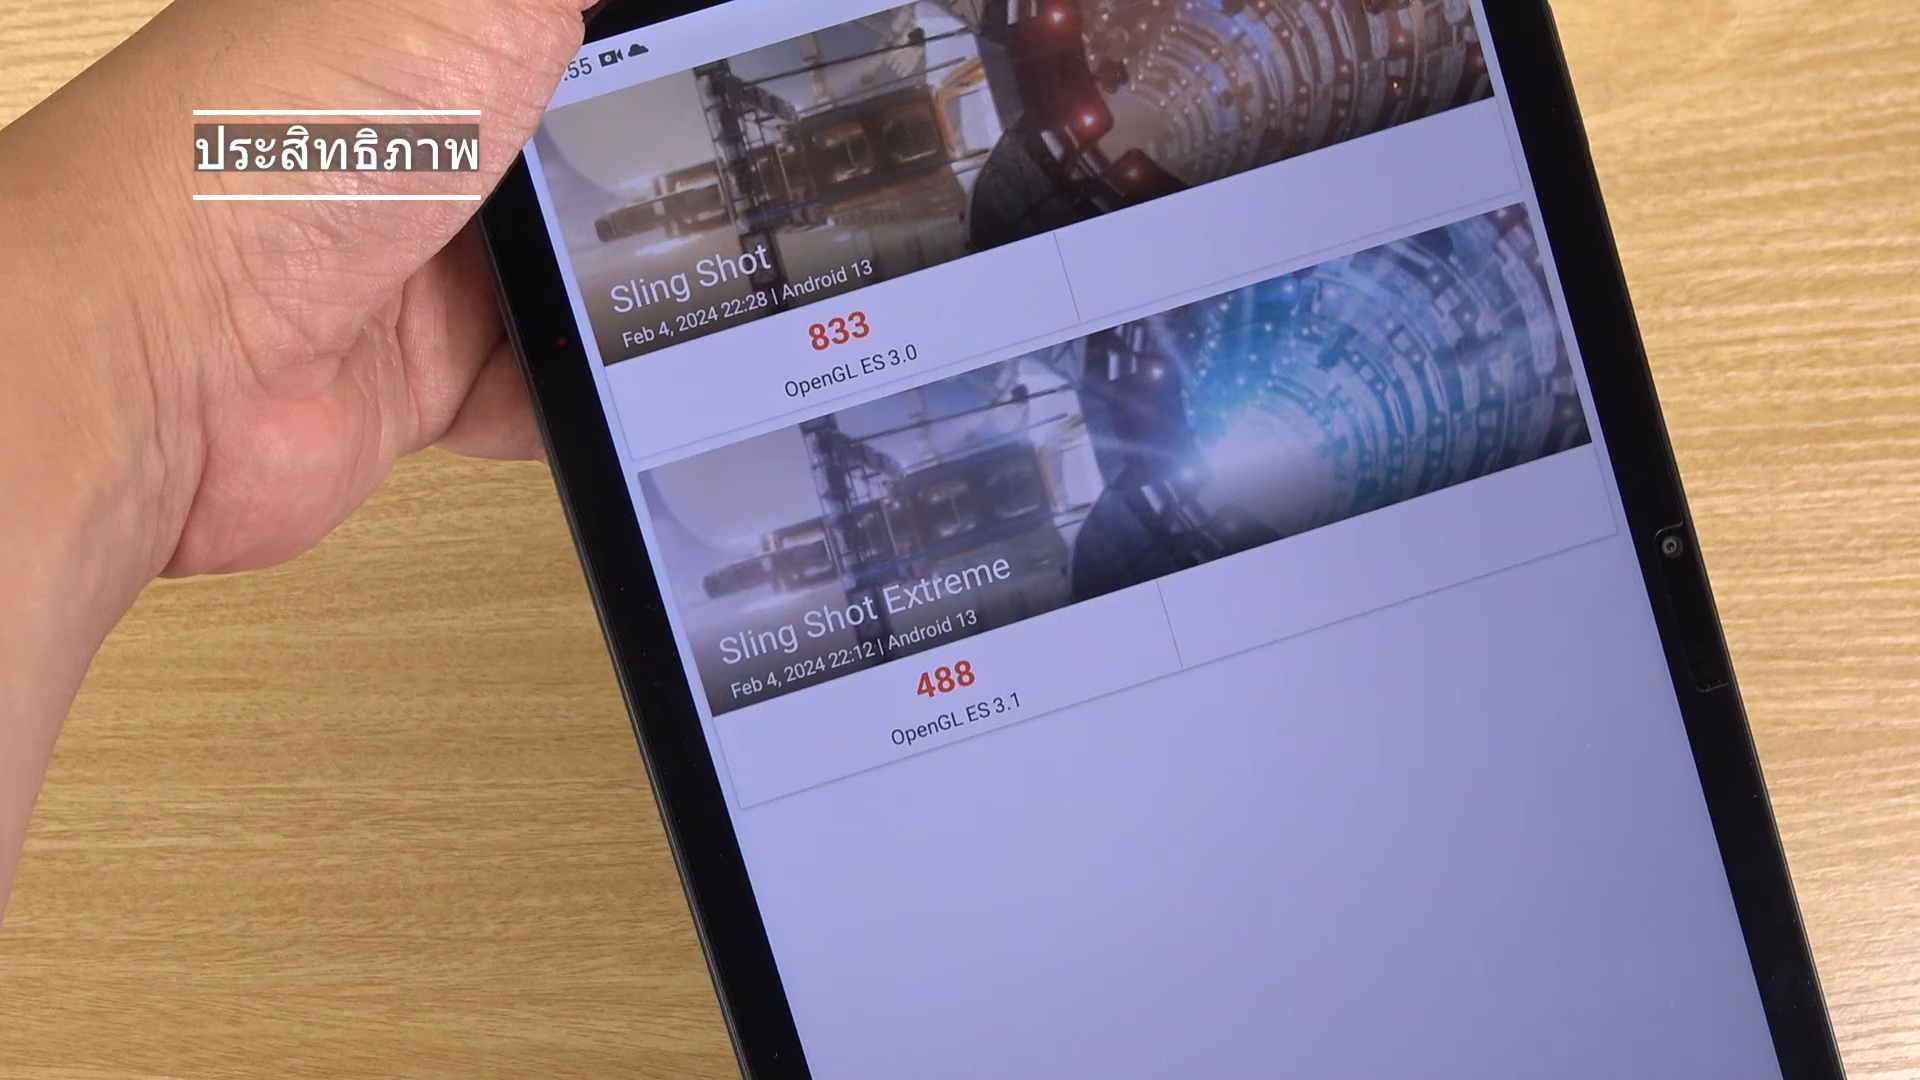 :55
ประสิทธิภาพ
Sling Shot
Feb 4, 2024 22:28 | Android 13
833
OpenGL ES 3.0
Sling Shot Extreme
Feb 4, 2024 22:12 | Android 13
488
OpenGL ES 3.1